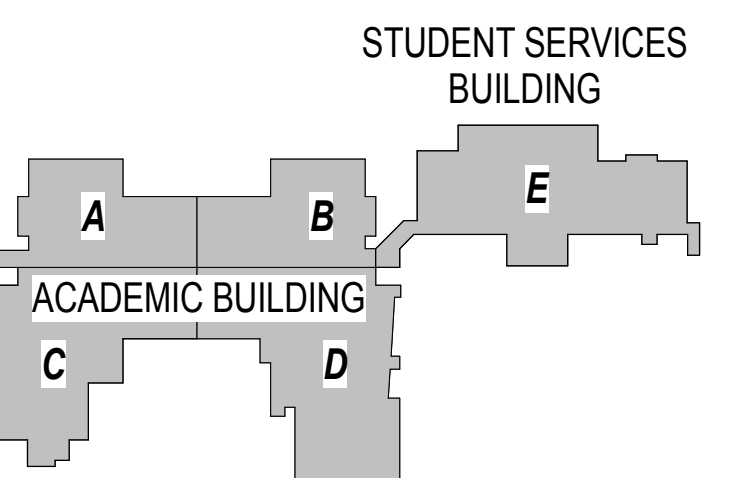 STUDENT SERVICES
BUILDING
E
A
B
ACADEMIC BUILDING
C
D